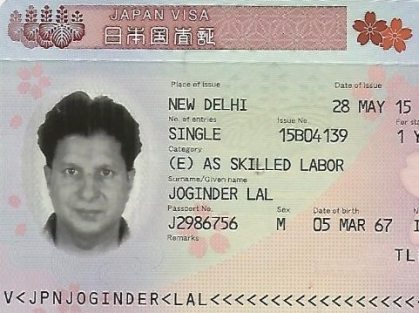 JAPAN VISA
日本国査証
Place of issue Date of issue
NEW DELHI 28 MAY 15
No. of entries Issue No.
SINGLE 15B04139 1
Category
(E) AS SKILLED LABOR
Surname/Given name
JOGINDER LAL
Passport No. Sex Date of birth
J2986756 M 05 MAR 67
Remarks
TL
V<JPNJOGINDER<LAL<<<<<<<<<<<<<<<<<<<